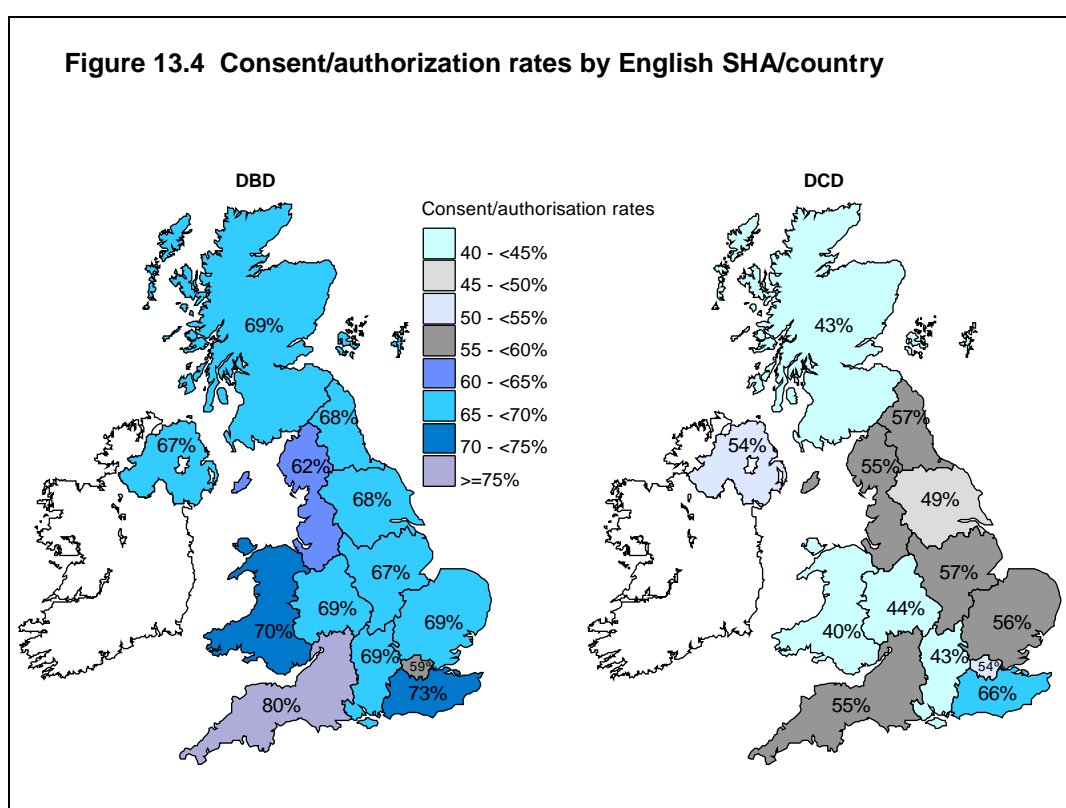 Figure 13.4 Consent/authorization rates by English SHA/country
DBD
DCD
Consent/authorisation rates
40 - <45%
45 - <50%
50 - <55%
55 - <60%
60 - <65%
65 - <70%
70 - <75%
>=75%
69%
68%
67%
62%
68%
67%
69%
69%
70%
69%
59%
73%
80%
43%
57%
54%
55%
49%
57%
44%
56%
40%
43%
54%
66%
55%